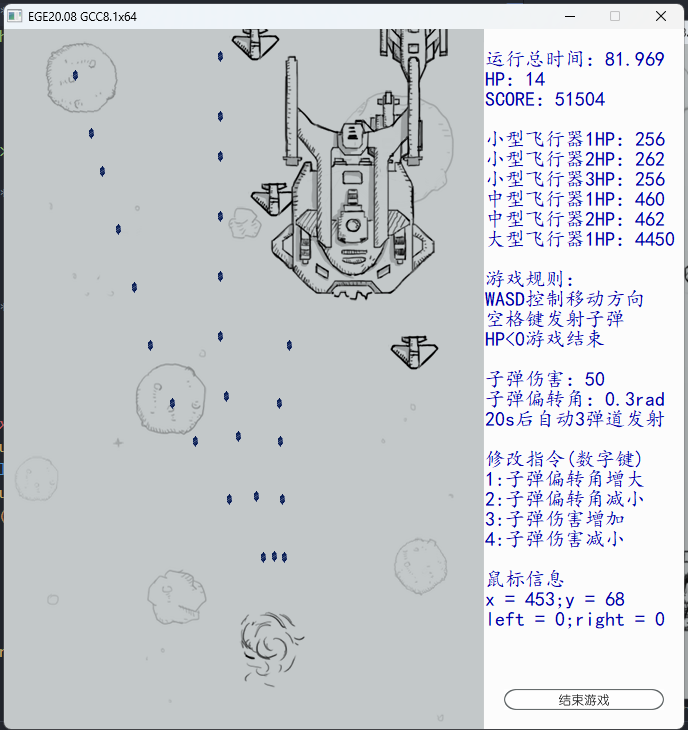 EGE20.08 GCC8.1x64
运行总时间: 81.969
HP: 14
SCORE: 51504
小型飞行器1HP: 256
小型飞行器2HP: 262
小型飞行器3HP: 256
中型飞行器1HP: 460
中型飞行器2HP: 462
大型飞行器1HP: 4450
游戏规则:
WASD控制移动方向
空格键发射子弹
HP<0游戏结束
子弹伤害: 50
子弹偏转角: 0.3rad
20s后自动3弹道发射
修改指令(数字键)
1:子弹偏转角增大
2:子弹偏转角减小
3:子弹伤害增加
4:子弹伤害减小
鼠标信息
x = 453;y = 68
left = 0;right = 0
结束游戏